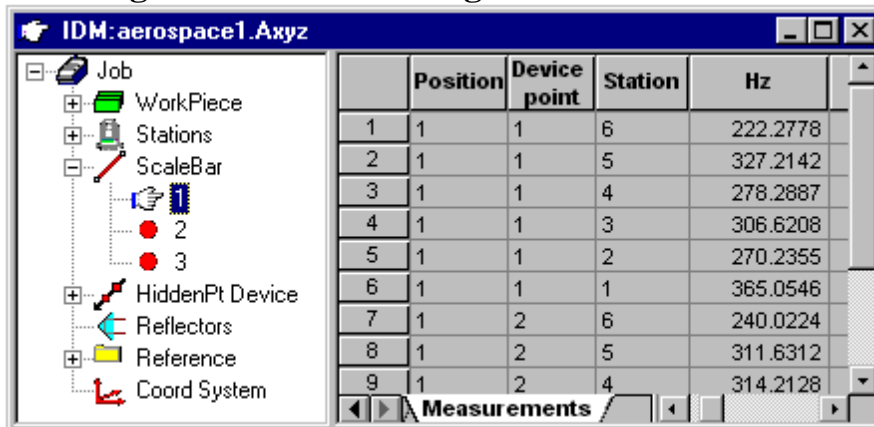 IDM:aerospace1.Axyz
Job
WorkPiece
Stations
ScaleBar
1
2
3
HiddenPt Device
Reflectors
Reference
Coord System
Position Device point Station Hz
1 1 1 6 222.2778
2 1 1 5 327.2142
3 1 1 4 278.2887
4 1 1 3 306.6208
5 1 1 2 270.2355
6 1 1 1 365.0546
7 1 2 6 240.0224
8 1 2 5 311.6312
9 1 2 4 314.2128
Measurements